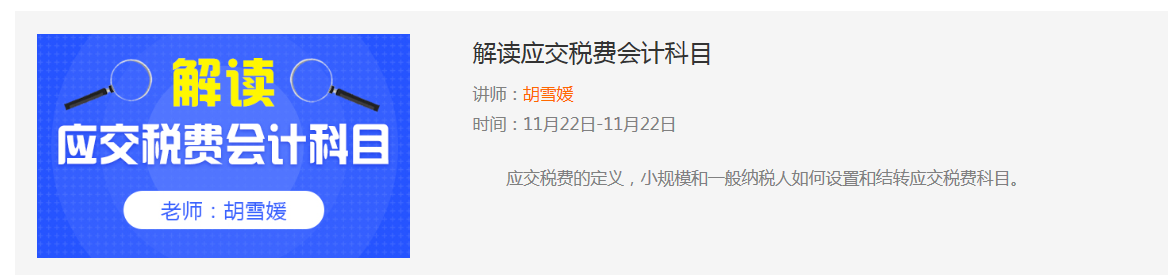 解读
应交税费会计科目
老师：胡雪媛
解读应交税费会计科目
讲师：胡雪媛
时间：11月22日-11月22日
应交税费的定义，小规模和一般纳税人如何设置和结转应交税费科目。